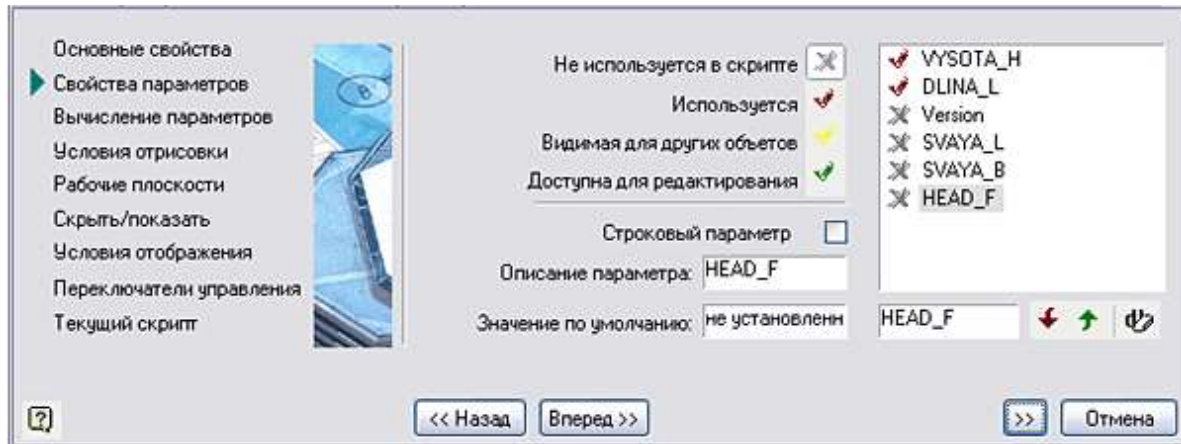 Основные свойства
Свойства параметров
Вычисление параметров
Условия отрисовки
Рабочие плоскости
Скрыть/показать
Условия отображения
Переключатели управления
Текущий скрипт
Не используется в скрипте
Используется
Видимая для других обьетов
Доступна для редактирования
Строковый параметр
Описание параметра: HEAD_F
Значение по умолчанию: не установленн
VYSOTA_H
DLINA_L
Version
SVAYA_L
SVAYA_B
HEAD_F
HEAD_F
<< Назад
Вперед >>
>>
Отмена